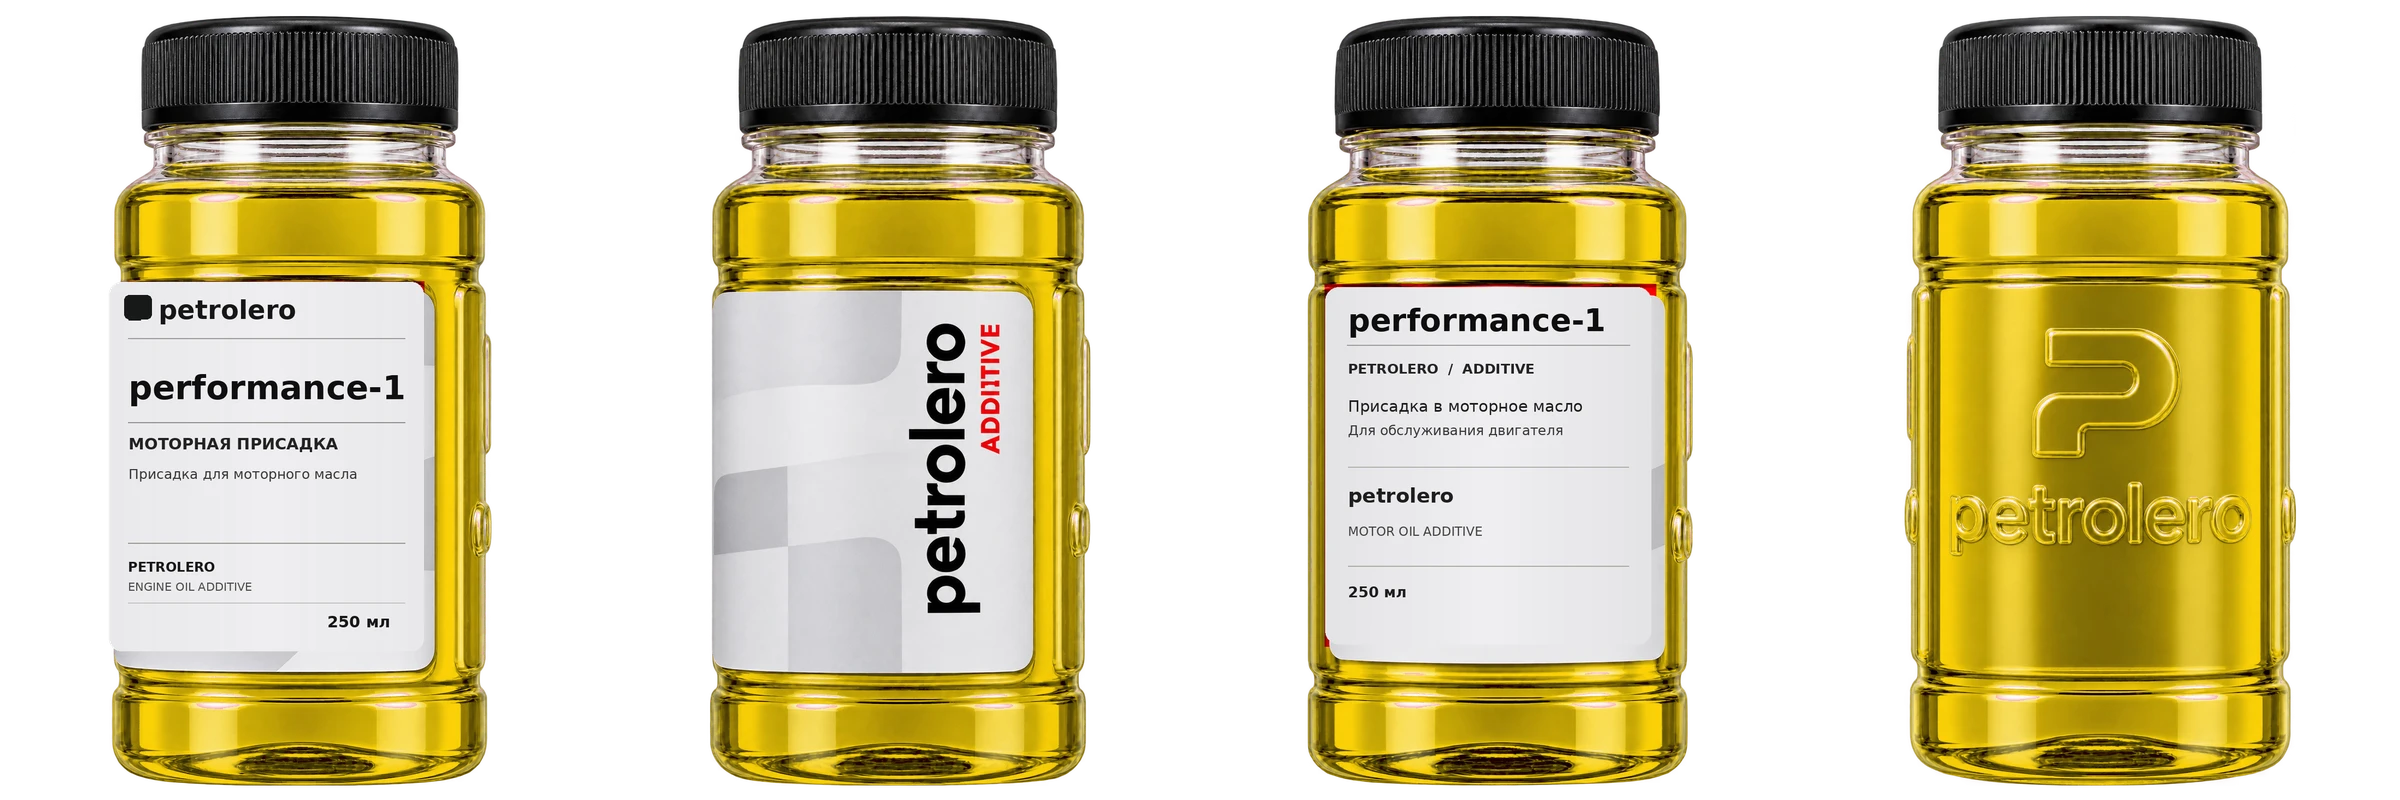 petrolero
performance-1
МОТОРНАЯ ПРИСАДКА
Присадка для моторного масла
PETROLERO
ENGINE OIL ADDITIVE
250 мл
petrolero
ADDITIVE
performance-1
PETROLERO / ADDITIVE
Присадка в моторное масло
Для обслуживания двигателя
petrolero
MOTOR OIL ADDITIVE
250 мл
P
petrolero